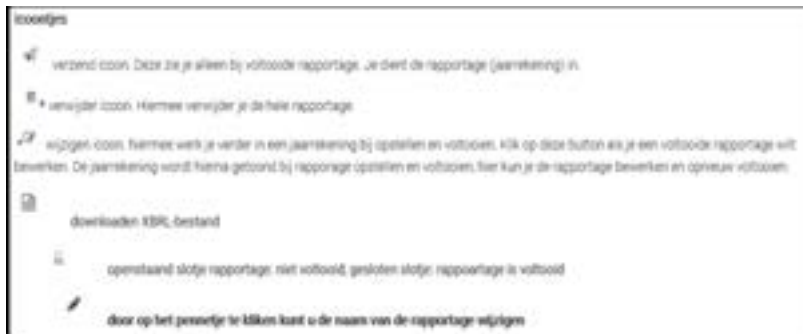 icoontjes
verzend icoon. Deze zie je alleen bij voltooide rapportage. Je dient de rapportage (jaarrekening) in.
verwijder icoon. Hiermee verwijder je de hele rapportage
wijzigen icoon. hiermee werk je verder in een jaarrekening bij opstellen en voltooien. Klik op deze button als je een voltooide rapportage wilt
bewerken. De jaarrekening wordt hierna getoond bij rapporage opstellen en voltooien, hier kun je de rapportage bewerken en opnieuw voltooien.
downloaden XBRL-bestand
openstaand slotje rapportage: niet voltooid, gesloten slotje: rappoartage is voltooid
door op het pennetje te kliken kunt u de naam van de rapportage wijzigen